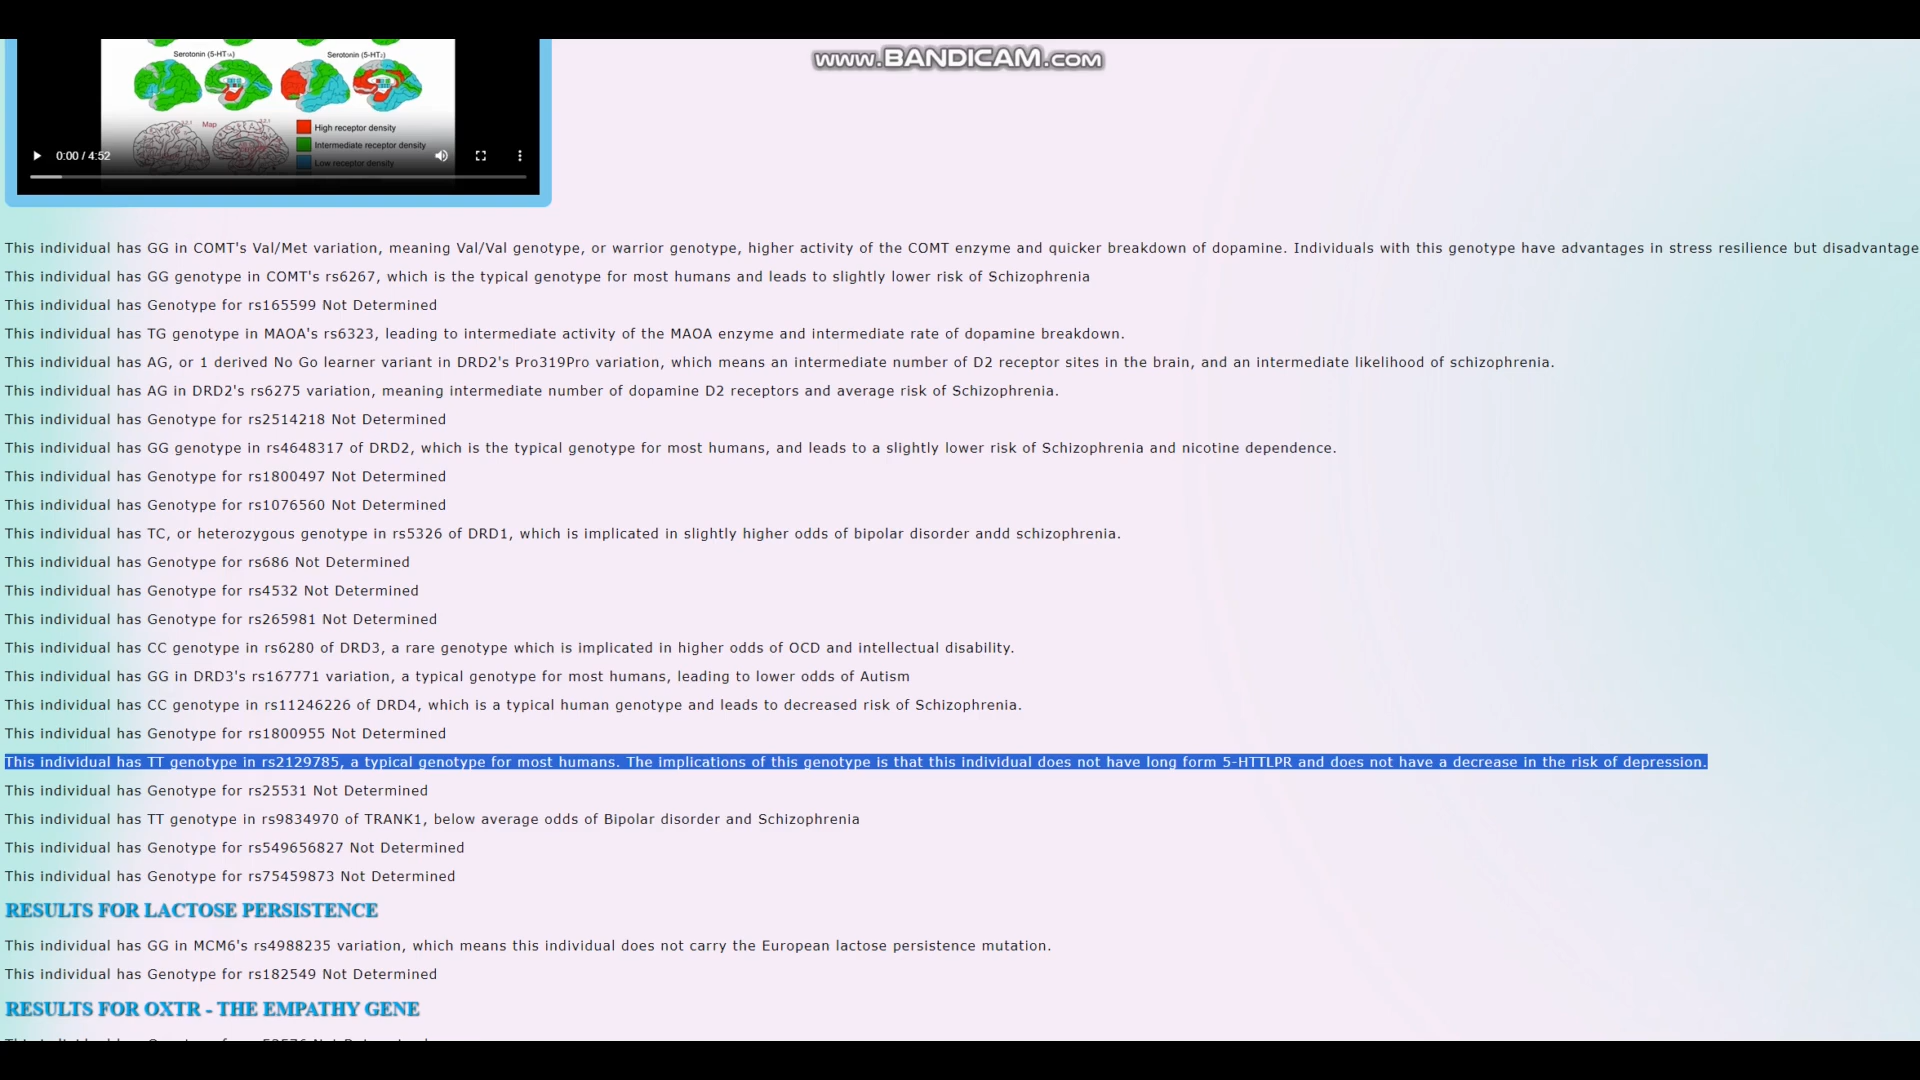 www.BANDICAM.com
Serotonin (5-HT1A) Serotonin (5-HT2)
Map
High receptor density
Intermediate receptor density
Low receptor density
0:00 / 4:52
This individual has GG in COMT's Val/Met variation, meaning Val/Val genotype, or warrior genotype, higher activity of the COMT enzyme and quicker breakdown of dopamine. Individuals with this genotype have advantages in stress resilience but disadvantage
This individual has GG genotype in COMT's rs6267, which is the typical genotype for most humans and leads to slightly lower risk of Schizophrenia
This individual has Genotype for rs165599 Not Determined
This individual has TG genotype in MAOA's rs6323, leading to intermediate activity of the MAOA enzyme and intermediate rate of dopamine breakdown.
This individual has AG, or 1 derived No Go learner variant in DRD2's Pro319Pro variation, which means an intermediate number of D2 receptor sites in the brain, and an intermediate likelihood of schizophrenia.
This individual has AG in DRD2's rs6275 variation, meaning intermediate number of dopamine D2 receptors and average risk of Schizophrenia.
This individual has Genotype for rs2514218 Not Determined
This individual has GG genotype in rs4648317 of DRD2, which is the typical genotype for most humans, and leads to a slightly lower risk of Schizophrenia and nicotine dependence.
This individual has Genotype for rs1800497 Not Determined
This individual has Genotype for rs1076560 Not Determined
This individual has TC, or heterozygous genotype in rs5326 of DRD1, which is implicated in slightly higher odds of bipolar disorder andd schizophrenia.
This individual has Genotype for rs686 Not Determined
This individual has Genotype for rs4532 Not Determined
This individual has Genotype for rs265981 Not Determined
This individual has CC genotype in rs6280 of DRD3, a rare genotype which is implicated in higher odds of OCD and intellectual disability.
This individual has GG in DRD3's rs167771 variation, a typical genotype for most humans, leading to lower odds of Autism
This individual has CC genotype in rs11246226 of DRD4, which is a typical human genotype and leads to decreased risk of Schizophrenia.
This individual has Genotype for rs1800955 Not Determined
This individual has TT genotype in rs2129785, a typical genotype for most humans. The implications of this genotype is that this individual does not have long form 5-HTTLPR and does not have a decrease in the risk of depression.
This individual has Genotype for rs25531 Not Determined
This individual has TT genotype in rs9834970 of TRANK1, below average odds of Bipolar disorder and Schizophrenia
This individual has Genotype for rs549656827 Not Determined
This individual has Genotype for rs75459873 Not Determined
RESULTS FOR LACTOSE PERSISTENCE
This individual has GG in MCM6's rs4988235 variation, which means this individual does not carry the European lactose persistence mutation.
This individual has Genotype for rs182549 Not Determined
RESULTS FOR OXTR - THE EMPATHY GENE